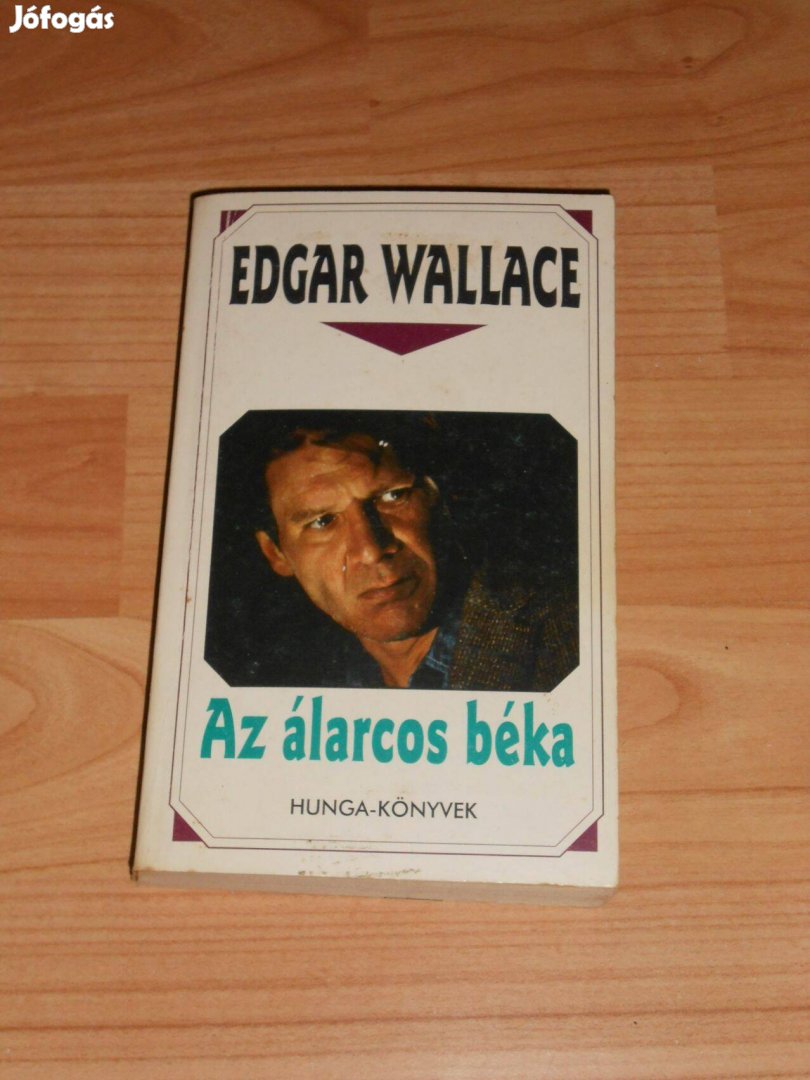 Jófogás
EDGAR WALLACE
Az álarcos béka
HUNGA-KÖNYVEK